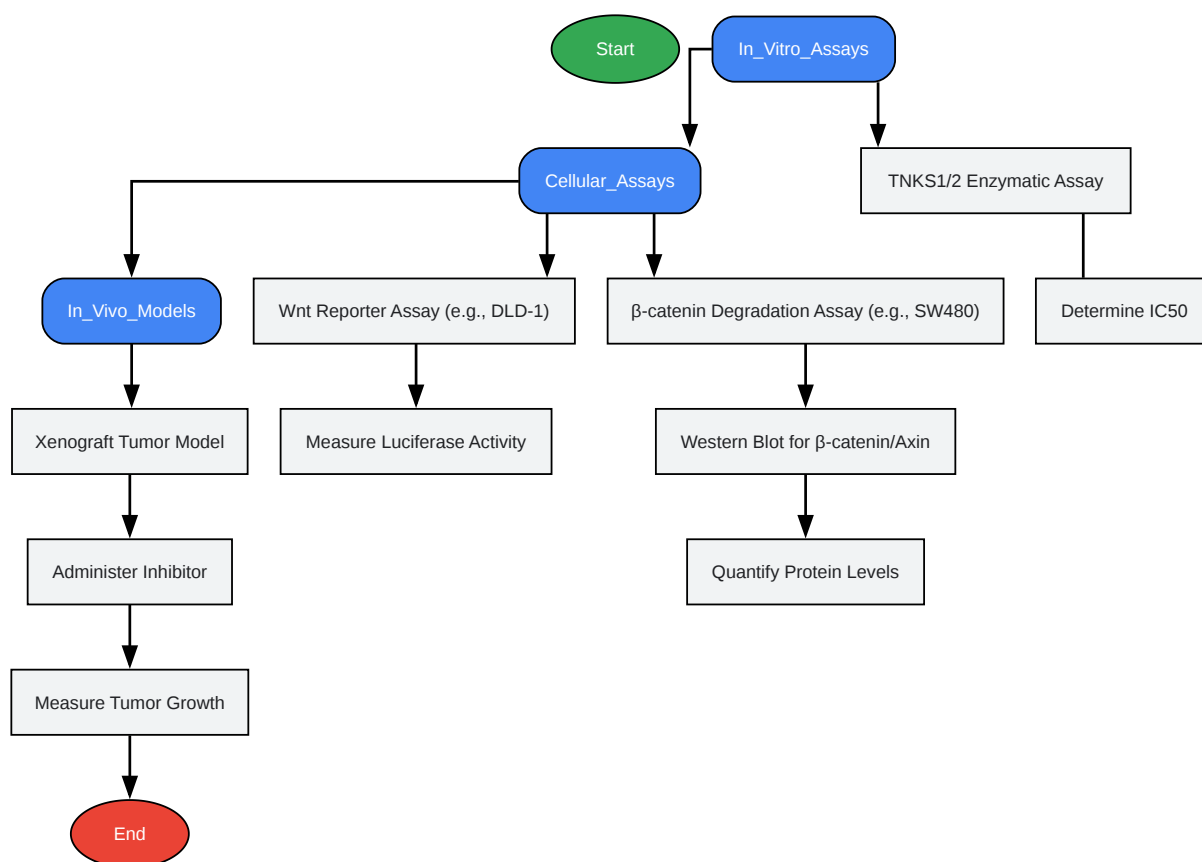 Start
In_Vitro_Assays
Cellular_Assays
TNKS1/2 Enzymatic Assay
In_Vivo_Models
Wnt Reporter Assay (e.g., DLD-1)
β-catenin Degradation Assay (e.g., SW480)
Determine IC50
Xenograft Tumor Model
Measure Luciferase Activity
Western Blot for β-catenin/Axin
Administer Inhibitor
Quantify Protein Levels
Measure Tumor Growth
End